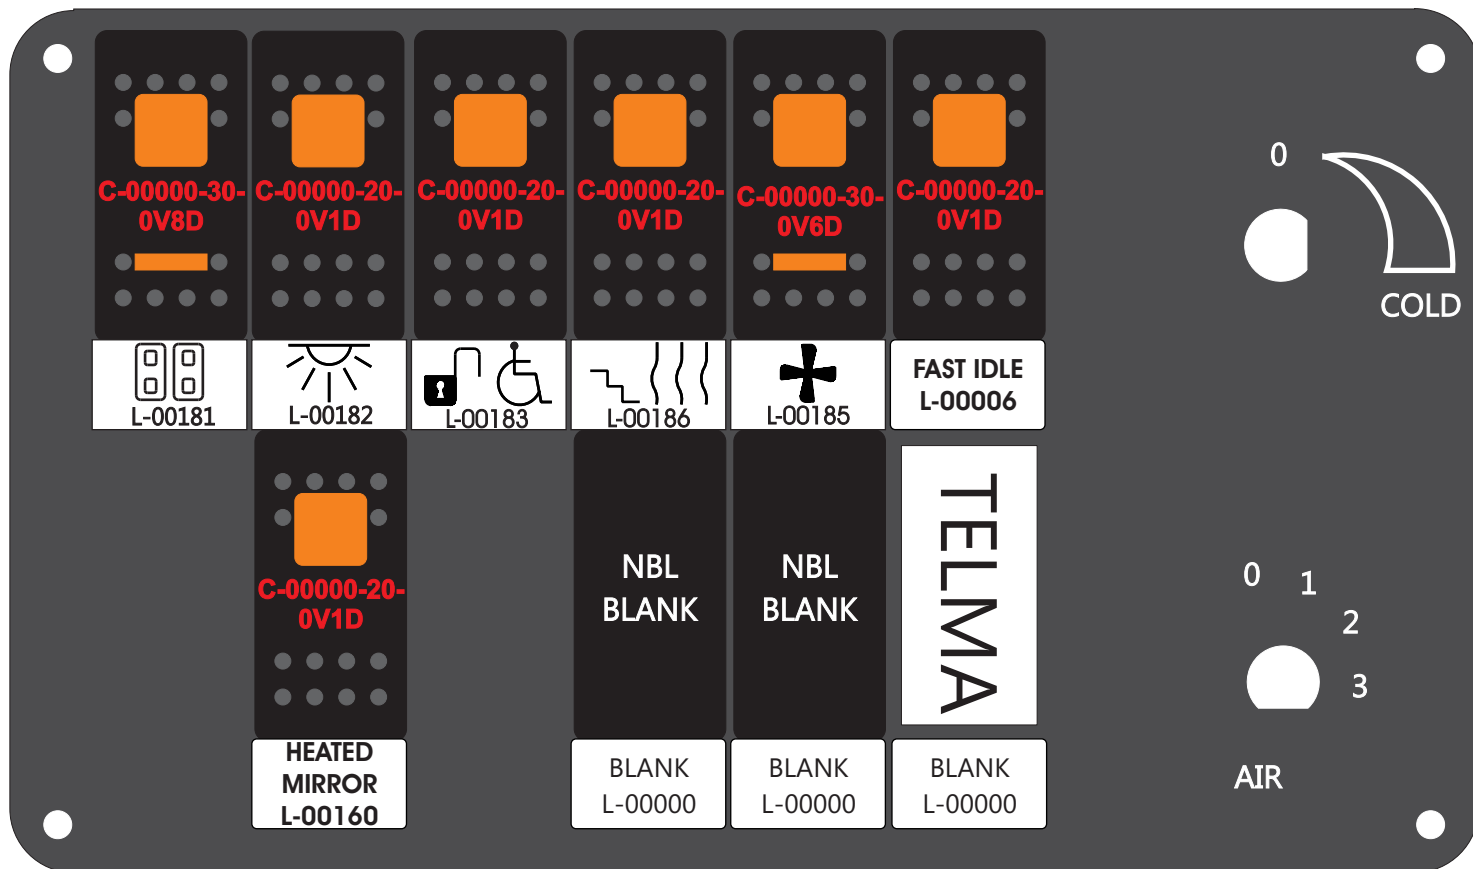 C-00000-30-
0V8D
C-00000-20-
0V1D
C-00000-20-
0V1D
C-00000-20-
0V1D
C-00000-30-
0V6D
C-00000-20-
0V1D
L-00181
L-00182
L-00183
L-00186
L-00185
FAST IDLE
L-00006
0
COLD
C-00000-20-
0V1D
HEATED
MIRROR
L-00160
NBL
BLANK
BLANK
L-00000
NBL
BLANK
BLANK
L-00000
TELMA
BLANK
L-00000
0
1
2
3
AIR